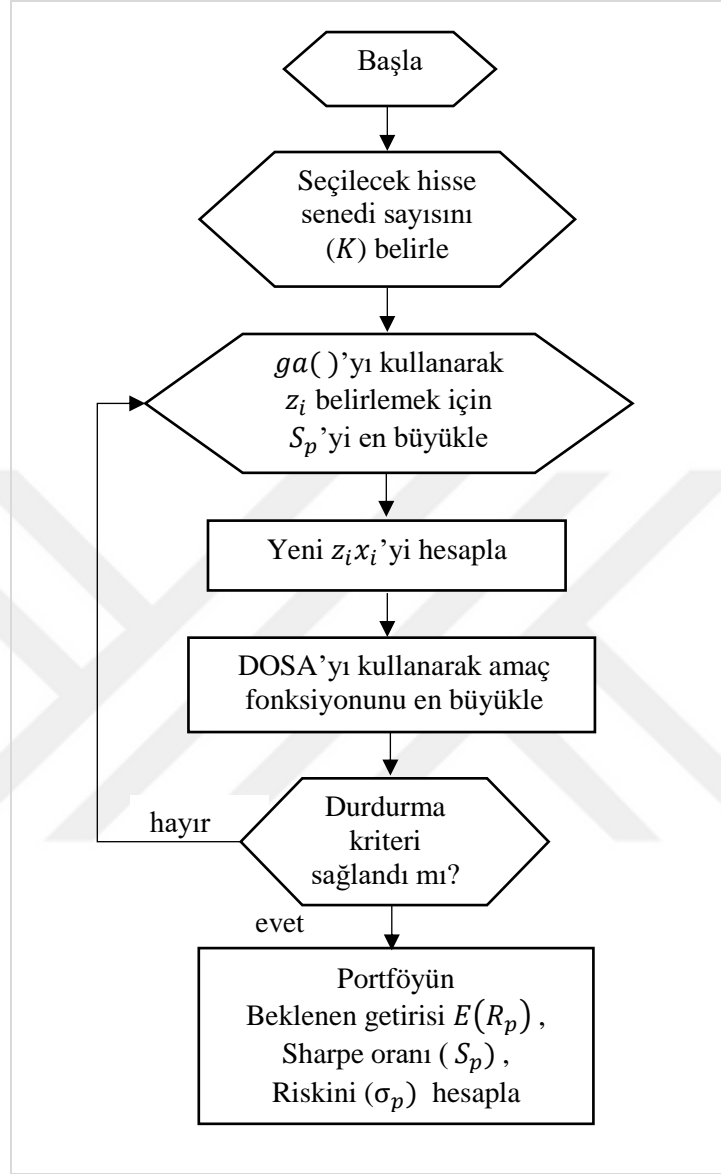 Başla
Seçilecek hisse
senedi sayısını
(K) belirle
ga( )’yı kullanarak
z_i belirlemek için
S_p’yi en büyükle
Yeni z_i x_i’yi hesapla
DOSA’yı kullanarak amaç
fonksiyonunu en büyükle
Durdurma
kriteri
sağlandı mı?
hayır
evet
Portföyün
Beklenen getirisi E(R_p) ,
Sharpe oranı ( S_p) ,
Riskini (σ_p) hesapla